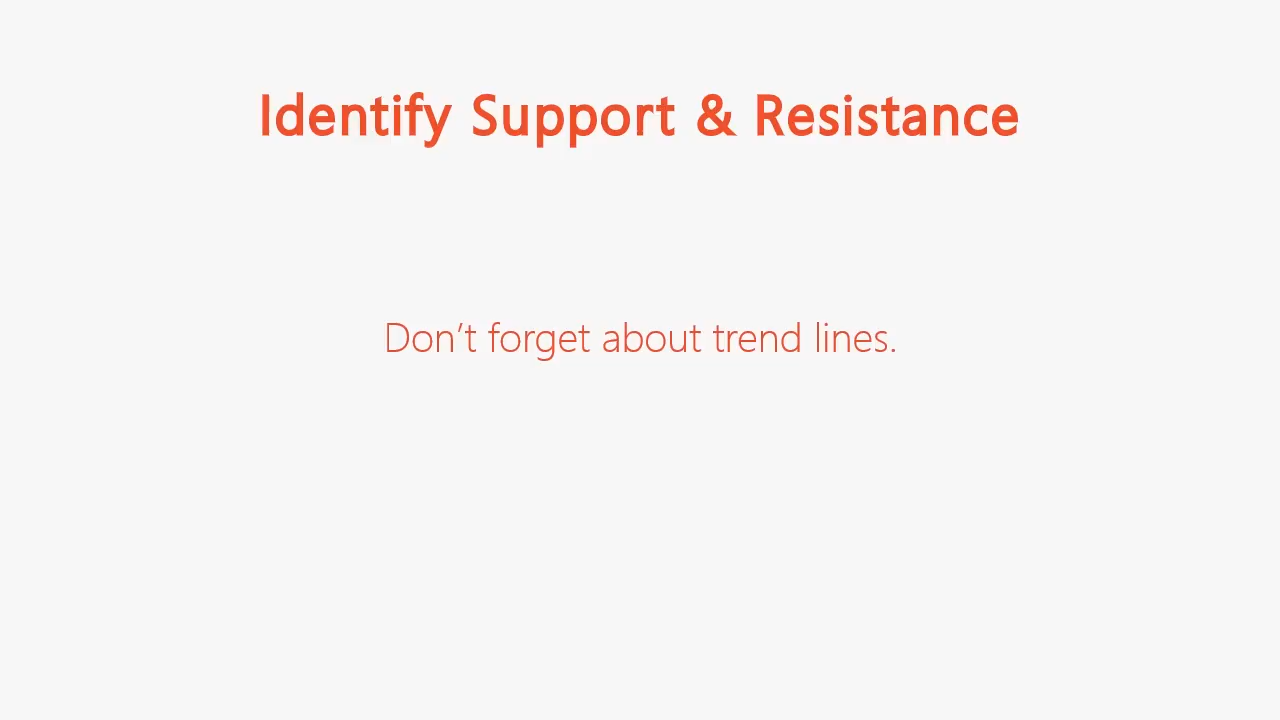 Identify Support & Resistance
Don’t forget about trend lines.